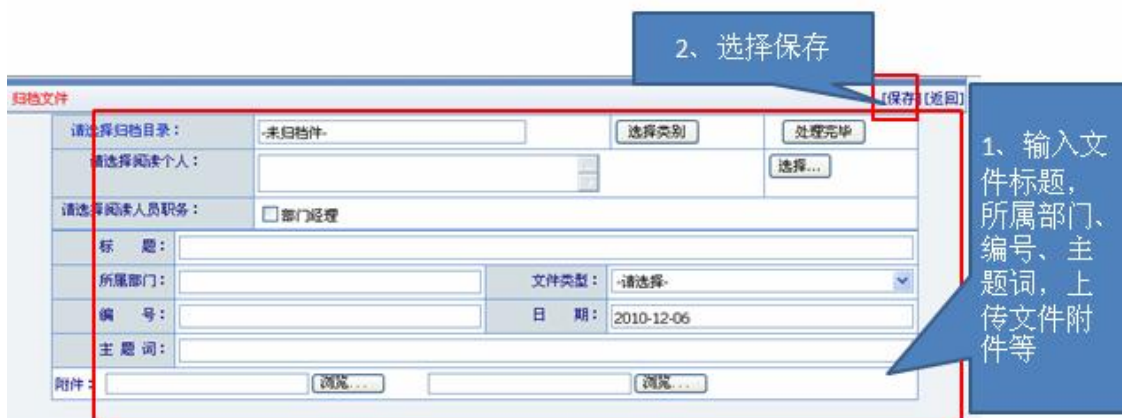 2、选择保存
归档文件 [保存] [返回]
请选择归档目录： -未归档件- 选择类别 处理完毕
请选择阅读个人： 选择...
请选择阅读人员职务： 部门经理
标 题：
所属部门： 文件类型： -请选择-
编 号： 日 期： 2010-12-06
主 题 词：
附件： 浏览... 浏览...
1、输入文
件标题，
所属部门、
编号、主
题词，上
传文件附
件等